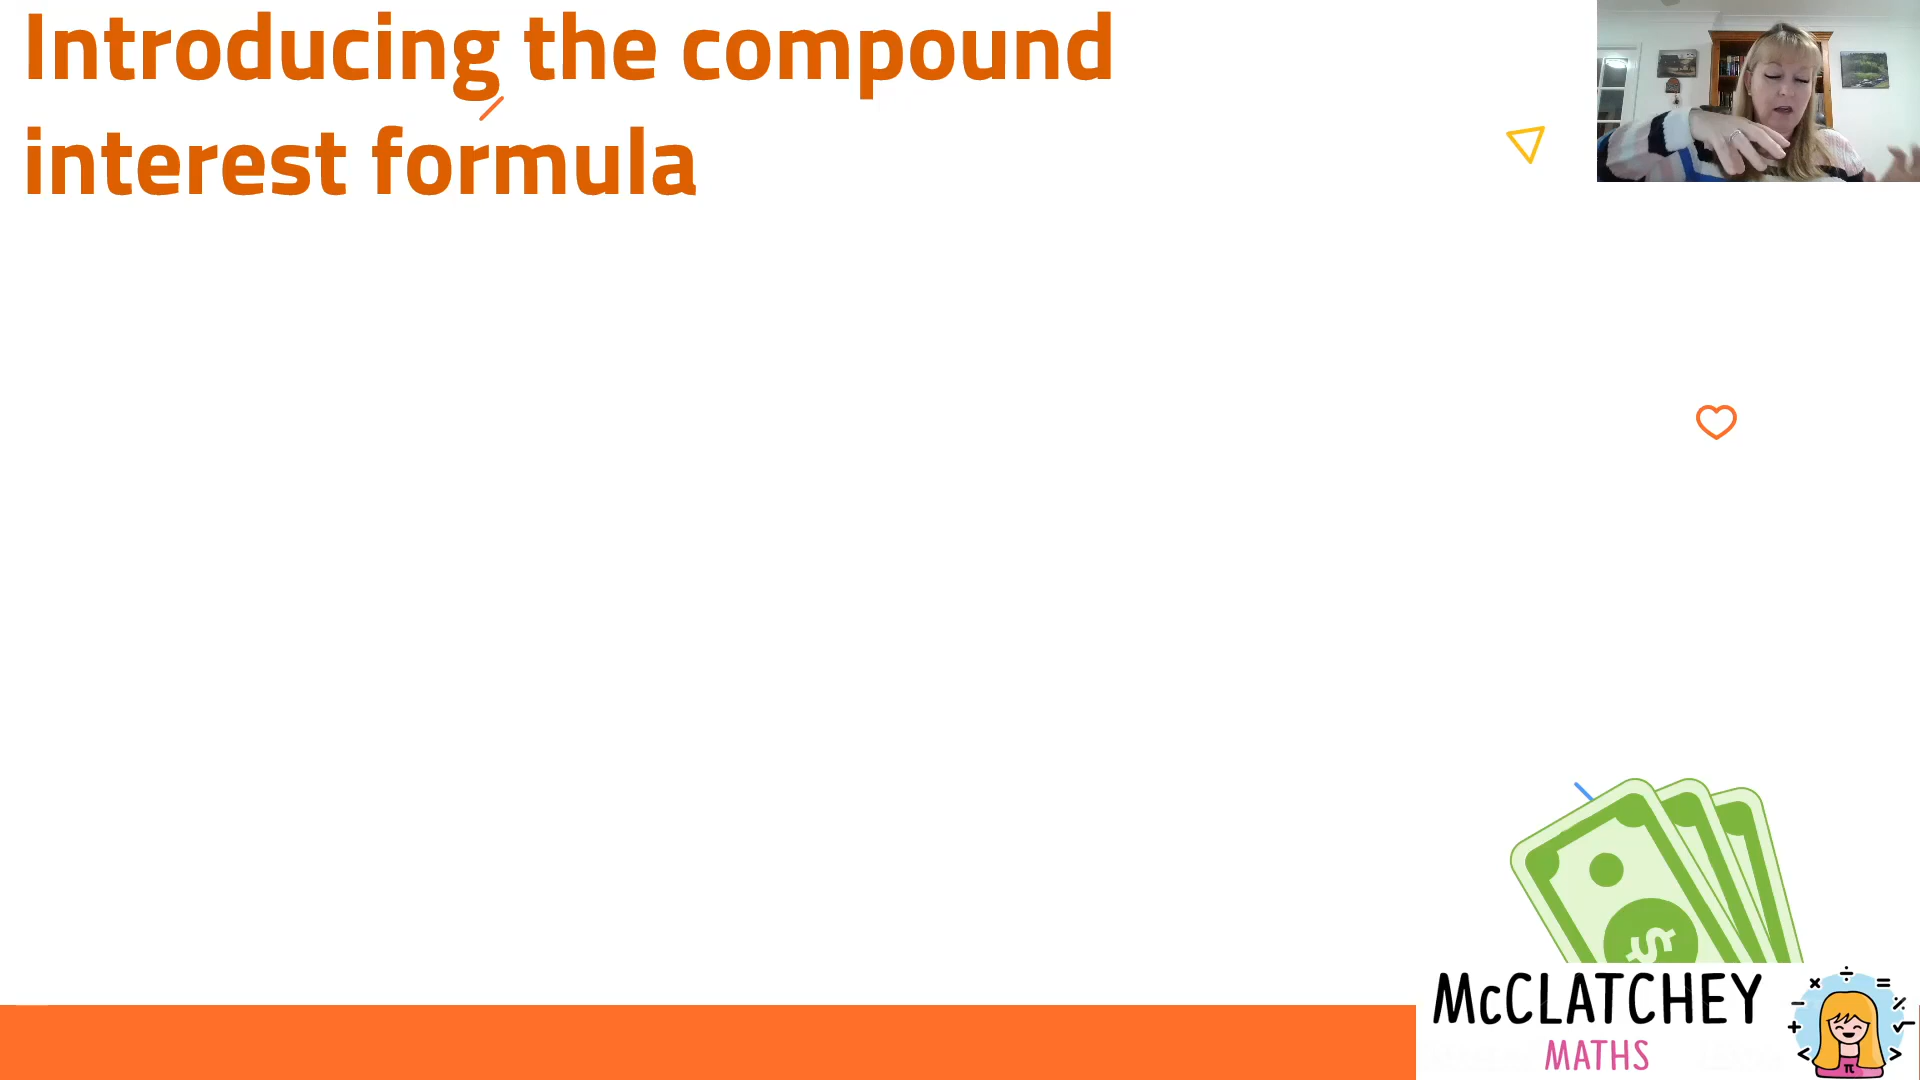 Introducing the compound
interest formula
$
McCLATCHEY
MATHS
− × ÷ = ٪
+ √
< π >